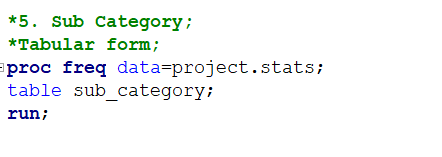 *5. Sub Category;
*Tabular form;
proc freq data=project.stats;
table sub_category;
run;